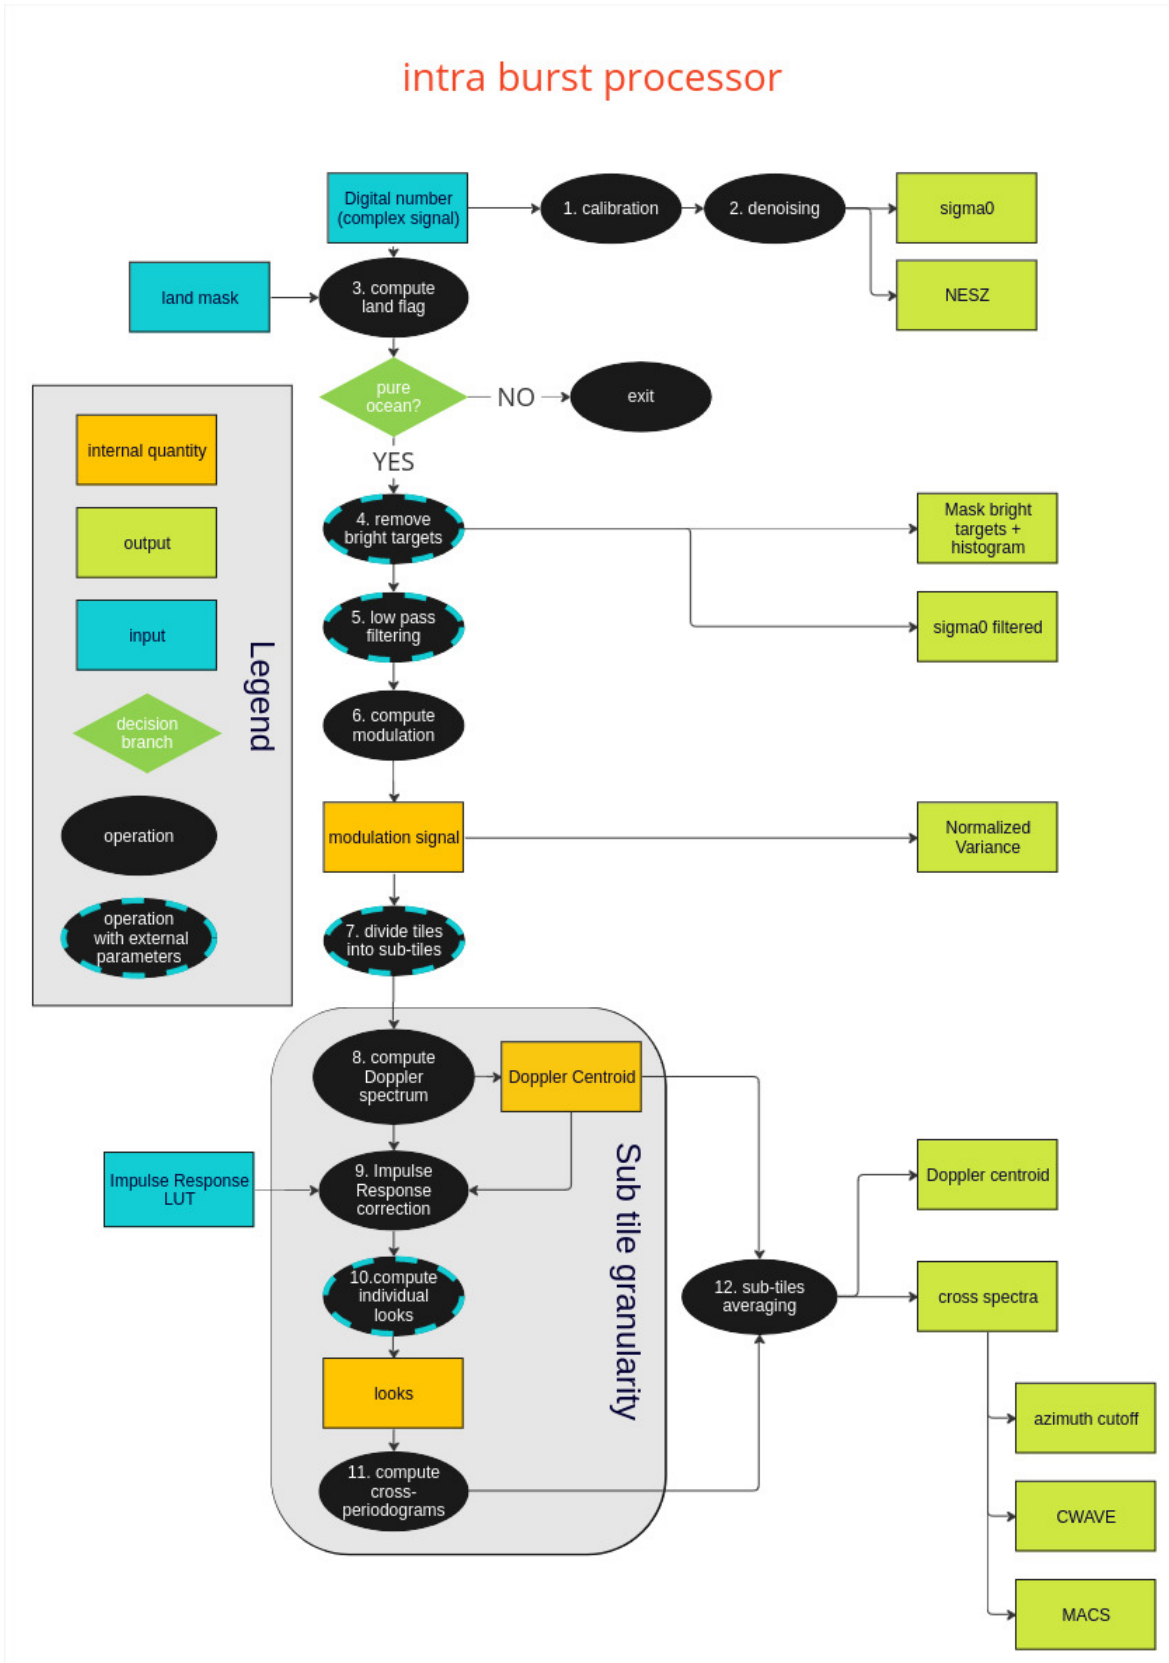 intra burst processor
Digital number
(complex signal)
1. calibration
2. denoising
sigma0
NESZ
land mask
3. compute
land flag
pure
ocean?
NO
exit
YES
Legend
internal quantity
output
input
decision
branch
operation
operation
with external
parameters
4. remove
bright targets
Mask bright
targets +
histogram
5. low pass
filtering
sigma0 filtered
6. compute
modulation
modulation signal
Normalized
Variance
7. divide tiles
into sub-tiles
Sub tile granularity
8. compute
Doppler
spectrum
Doppler Centroid
Impulse Response
LUT
9. Impulse
Response
correction
Doppler centroid
10.compute
individual
looks
12. sub-tiles
averaging
cross spectra
looks
azimuth cutoff
11. compute
cross-
periodograms
CWAVE
MACS